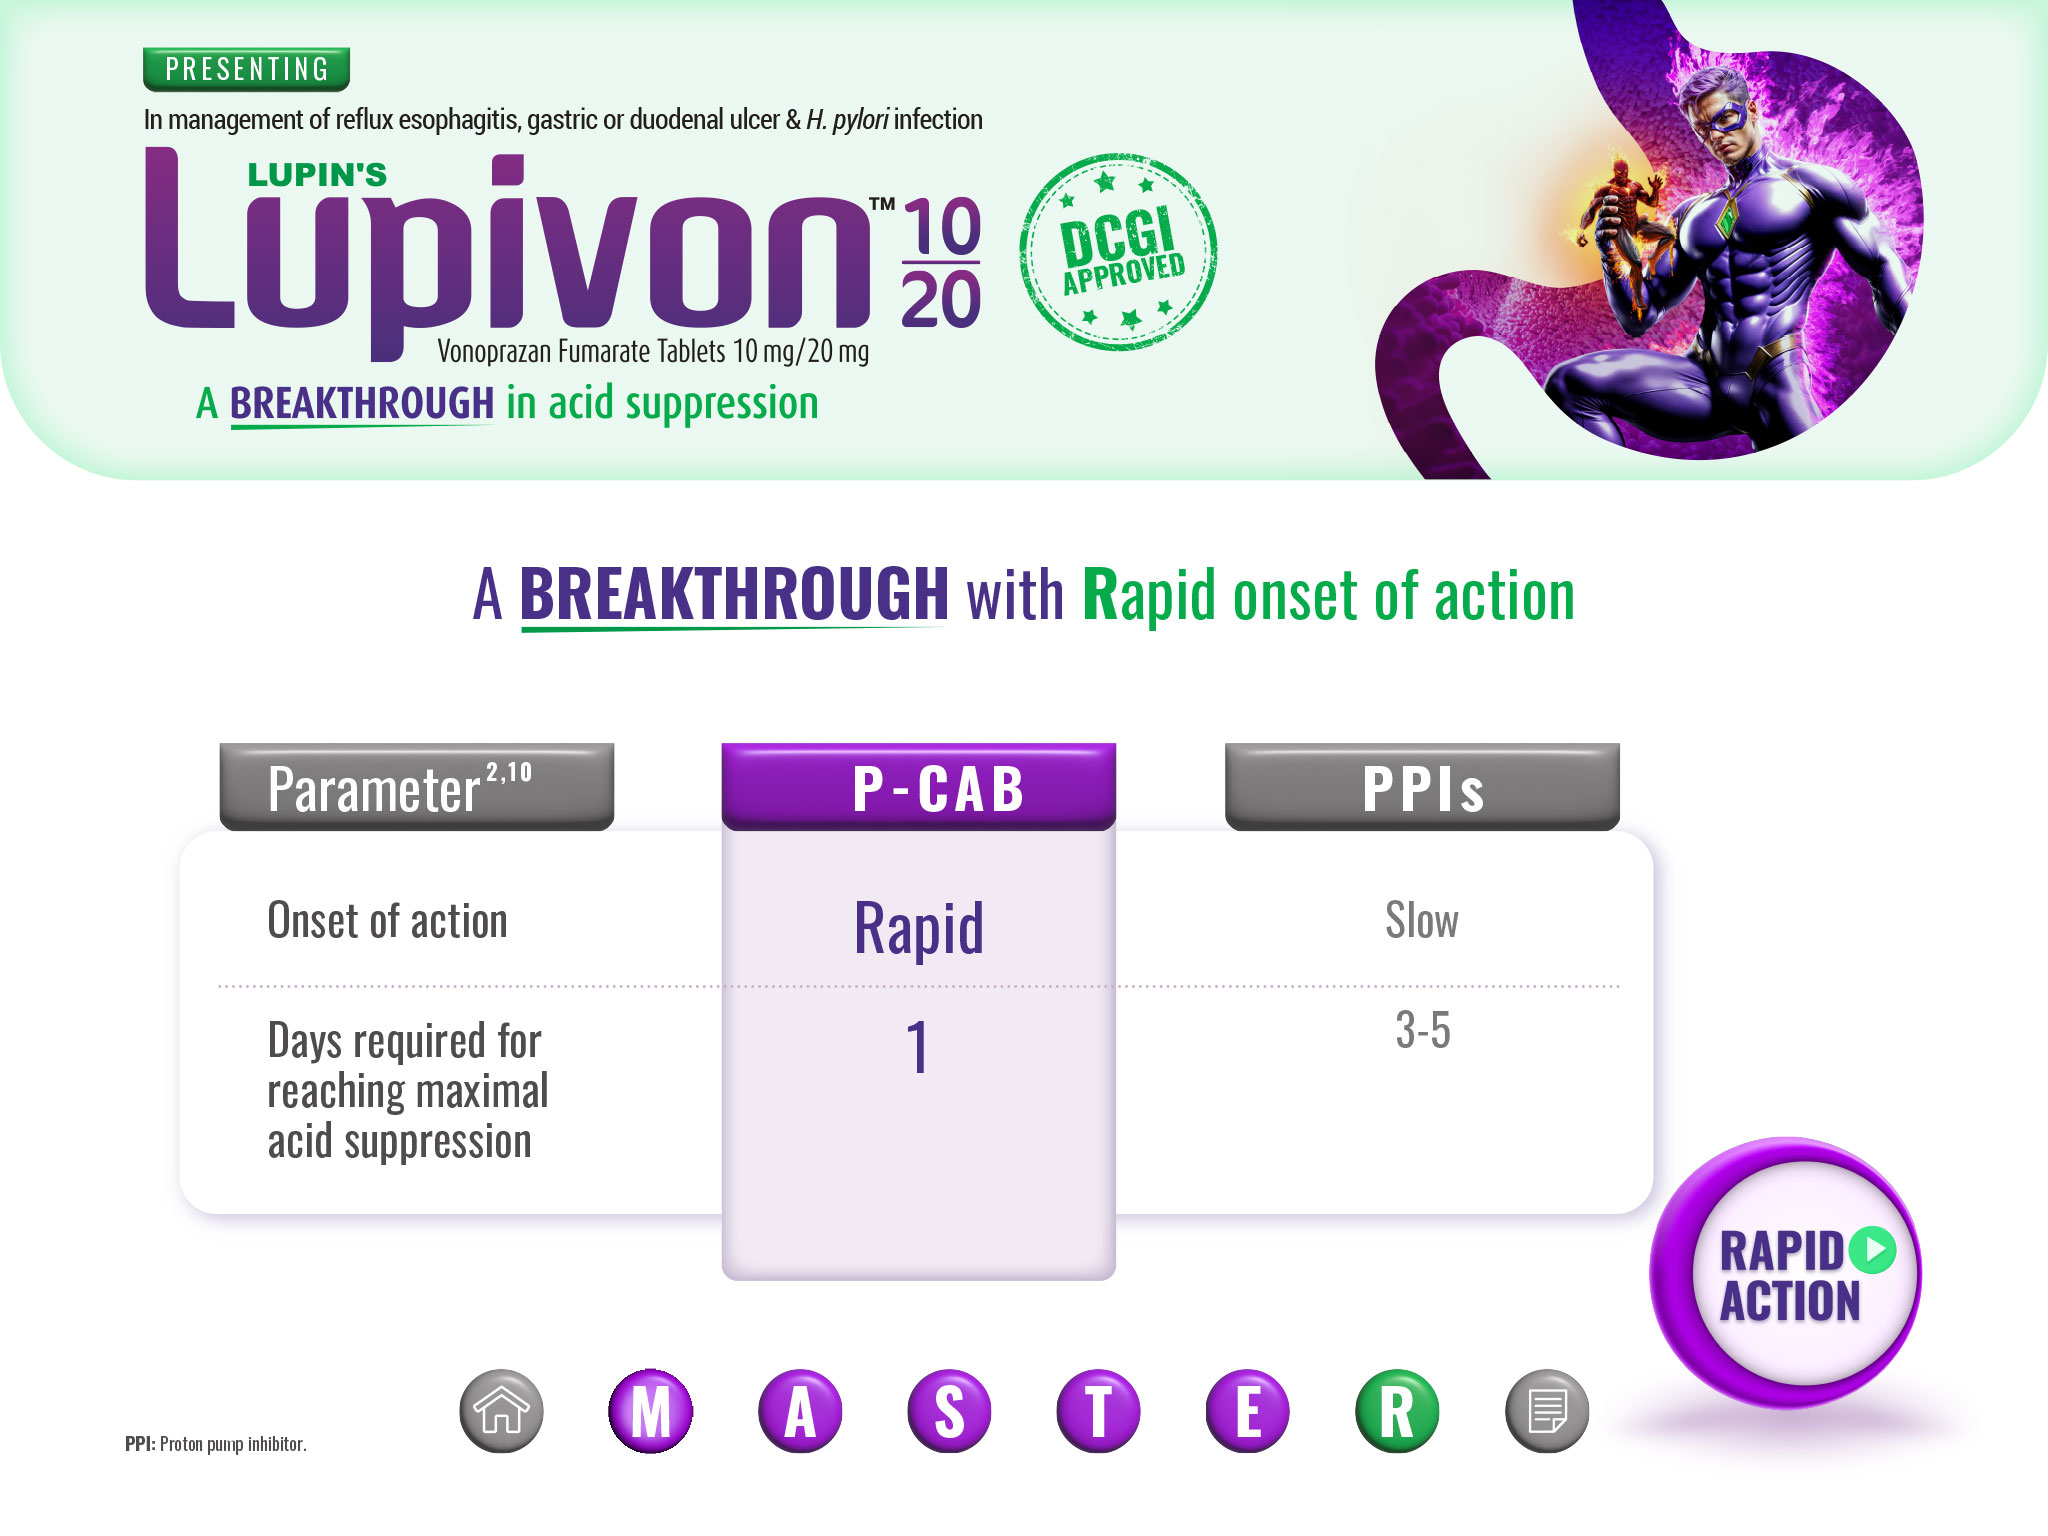 PRESENTING
In management of reflux esophagitis, gastric or duodenal ulcer & H. pylori infection
LUPIN'S
Lupivon™ 10
20
Vonoprazan Fumarate Tablets 10 mg/20 mg
A BREAKTHROUGH in acid suppression
DCGI
APPROVED
A BREAKTHROUGH with Rapid onset of action
Parameter2,10 P-CAB PPIs
Onset of action Rapid Slow
Days required for 1 3-5
reaching maximal
acid suppression
RAPID
ACTION
M A S T E R
PPI: Proton pump inhibitor.